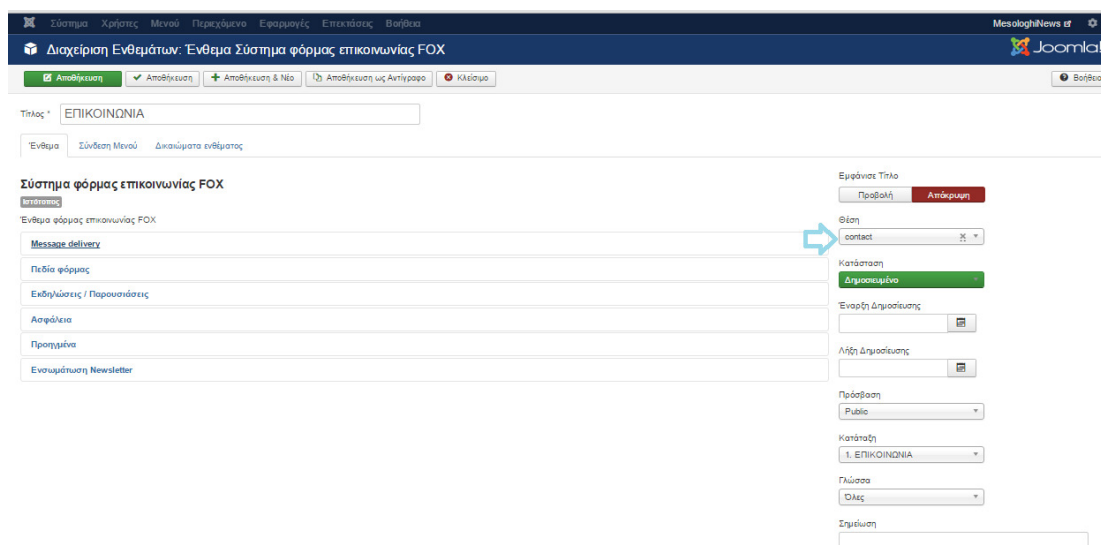 Σύστημα Χρήστες Μενού Περιεχόμενο Εφαρμογές Επεκτάσεις Βοήθεια MesologhiNews
Διαχείριση Ενθεμάτων: Ένθεμα Σύστημα φόρμας επικοινωνίας FOX Joomla!
Αποθήκευση Αποθήκευση Αποθήκευση & Νέο Αποθήκευση ως Αντίγραφο Κλείσιμο Βοήθεια
Τίτλος * ΕΠΙΚΟΙΝΩΝΙΑ
Ένθεμα Σύνδεση Μενού Δικαιώματα ενθέματος
Σύστημα φόρμας επικοινωνίας FOX
Ιστότοπος
Ένθεμα φόρμας επικοινωνίας FOX
Message delivery
Πεδία φόρμας
Εκδηλώσεις / Παρουσιάσεις
Ασφάλεια
Προηγμένα
Ενσωμάτωση Newsletter
Εμφάνισε Τίτλο
Προβολή Απόκρυψη
Θέση
contact
Κατάσταση
Δημοσιευμένο
Έναρξη Δημοσίευσης
Λήξη Δημοσίευσης
Πρόσβαση
Public
Κατάταξη
1. ΕΠΙΚΟΙΝΩΝΙΑ
Γλώσσα
Όλες
Σημείωση